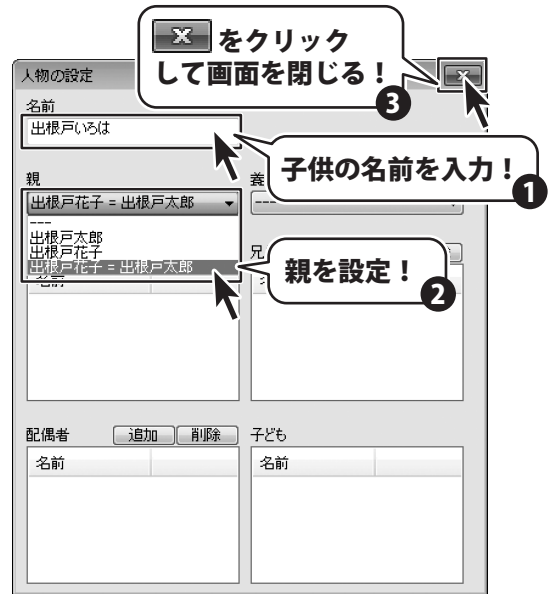 をクリック
して画面を閉じる!
3
人物の設定
名前
出根戸いろは
子供の名前を入力!
1
親
養
出根戸花子 = 出根戸太郎
---
---
出根戸太郎
出根戸花子
出根戸花子 = 出根戸太郎
兄
親を設定!
2
名前
配偶者
追加
削除
子ども
名前
名前